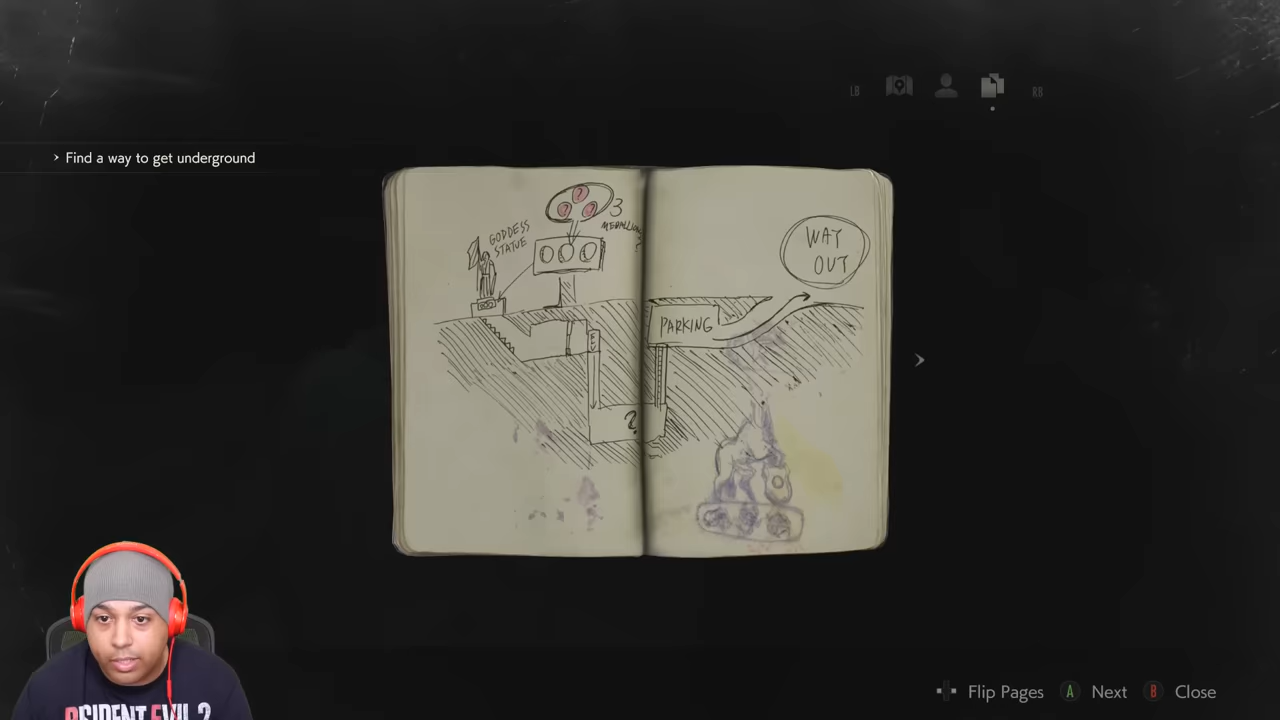 LB
RB
> Find a way to get underground
?
?
?
3
GODDESS
STATUE
MEDALLIONS
?
WAY
OUT
PARKING
?
Flip Pages
A Next
B Close
RESIDENT EVIL 2